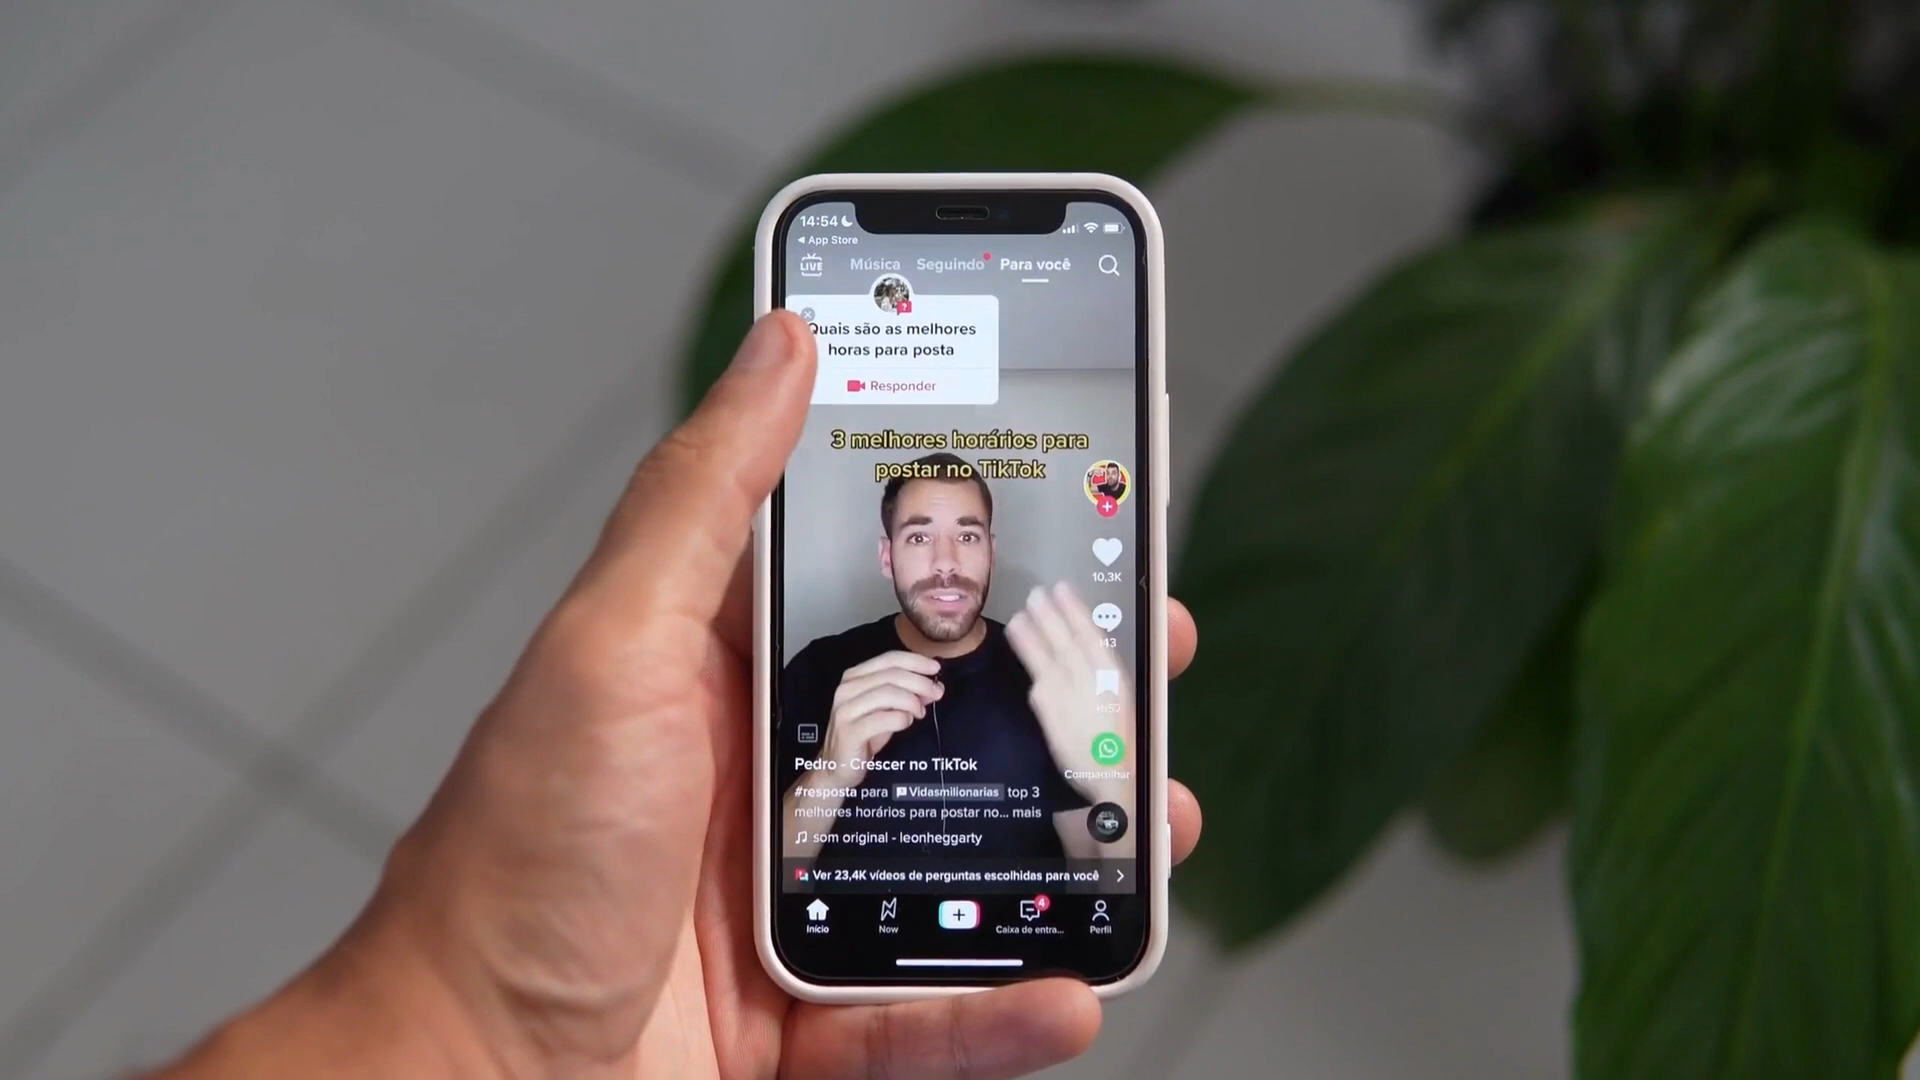 14:54
App Store
LIVE
Música Seguindo Para você
Quais são as melhores
horas para posta
Responder
3 melhores horários para
postar no TikTok
10,3K
143
Compartilhar
Pedro - Crescer no TikTok
#resposta para Vidasmilionarias top 3
melhores horários para postar no... mais
som original - leonheggarty
Ver 23,4K vídeos de perguntas escolhidas para você
4
Início Now Caixa de entra... Perfil